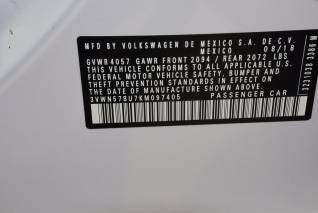 MFD BY VOLKSWAGEN DE MEXICO S.A. DE C.V.
IN MEXICO 08/18
GVWR 4057 GAWR FRONT 2094 / REAR 2072 LBS
THIS VEHICLE CONFORMS TO ALL APPLICABLE
FEDERAL MOTOR VEHICLE SAFETY, BUMPER AND
THEFT PREVENTION STANDARDS IN EFFECT ON THE
DATE OF MANUFACTURE SHOWN ABOVE.
3VWN57BU7KM097405 PASSENGER CAR